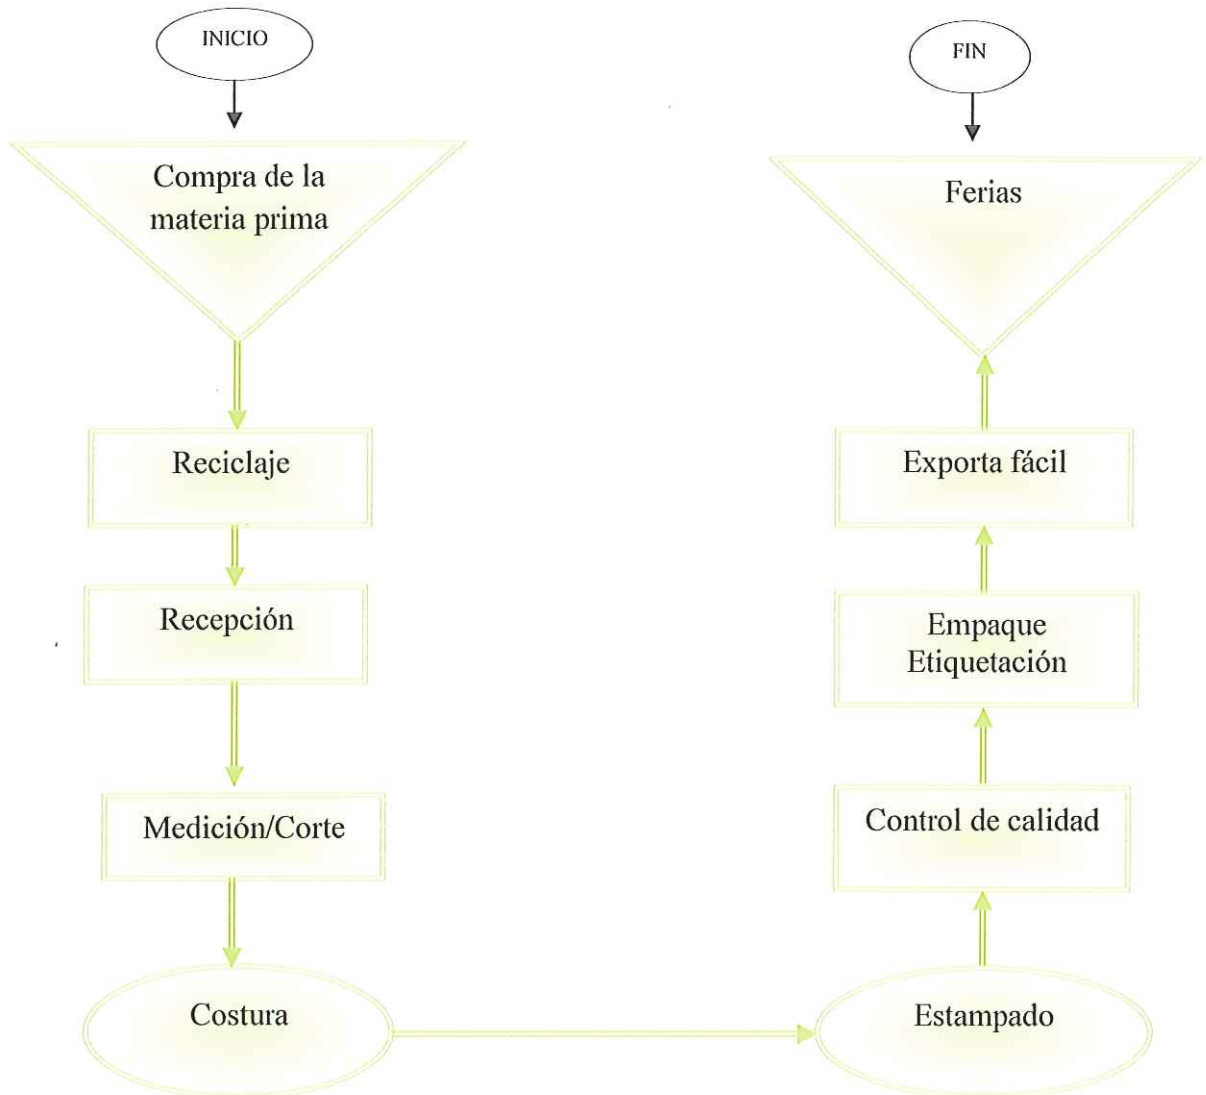 INICIO
Compra de la
materia prima
Reciclaje
Recepción
Medición/Corte
Costura
Estampado
Control de calidad
Empaque
Etiquetación
Exporta fácil
Ferias
FIN